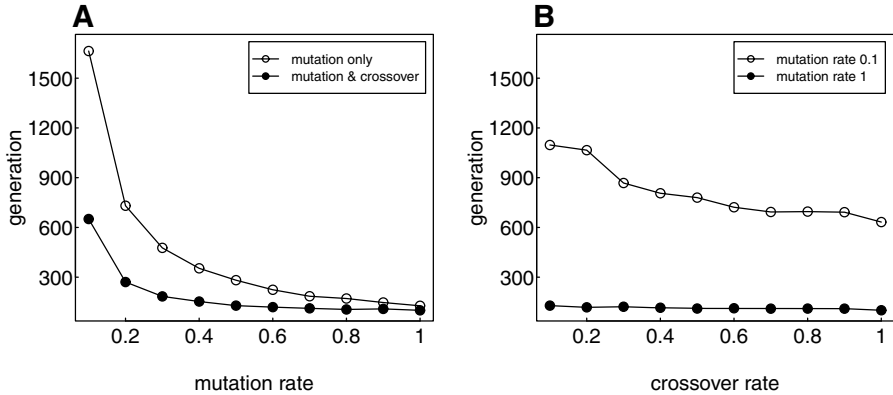 A
mutation only
mutation & crossover
generation
1500
1200
900
600
300
0.2
0.4
0.6
0.8
1
mutation rate
B
mutation rate 0.1
mutation rate 1
generation
1500
1200
900
600
300
0.2
0.4
0.6
0.8
1
crossover rate